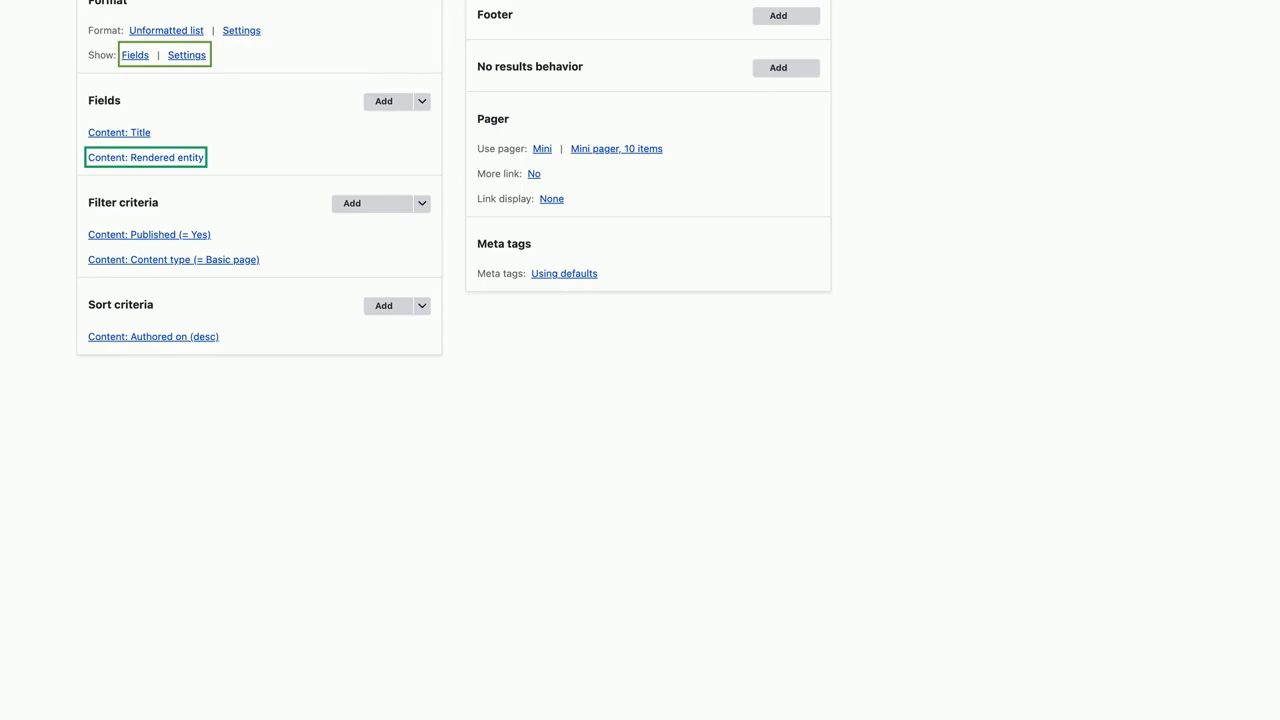 Format
Format: Unformatted list | Settings
Show: Fields | Settings
Fields
Add
Content: Title
Content: Rendered entity
Filter criteria
Add
Content: Published (= Yes)
Content: Content type (= Basic page)
Sort criteria
Add
Content: Authored on (desc)
Footer
Add
No results behavior
Add
Pager
Use pager: Mini | Mini pager, 10 items
More link: No
Link display: None
Meta tags
Meta tags: Using defaults